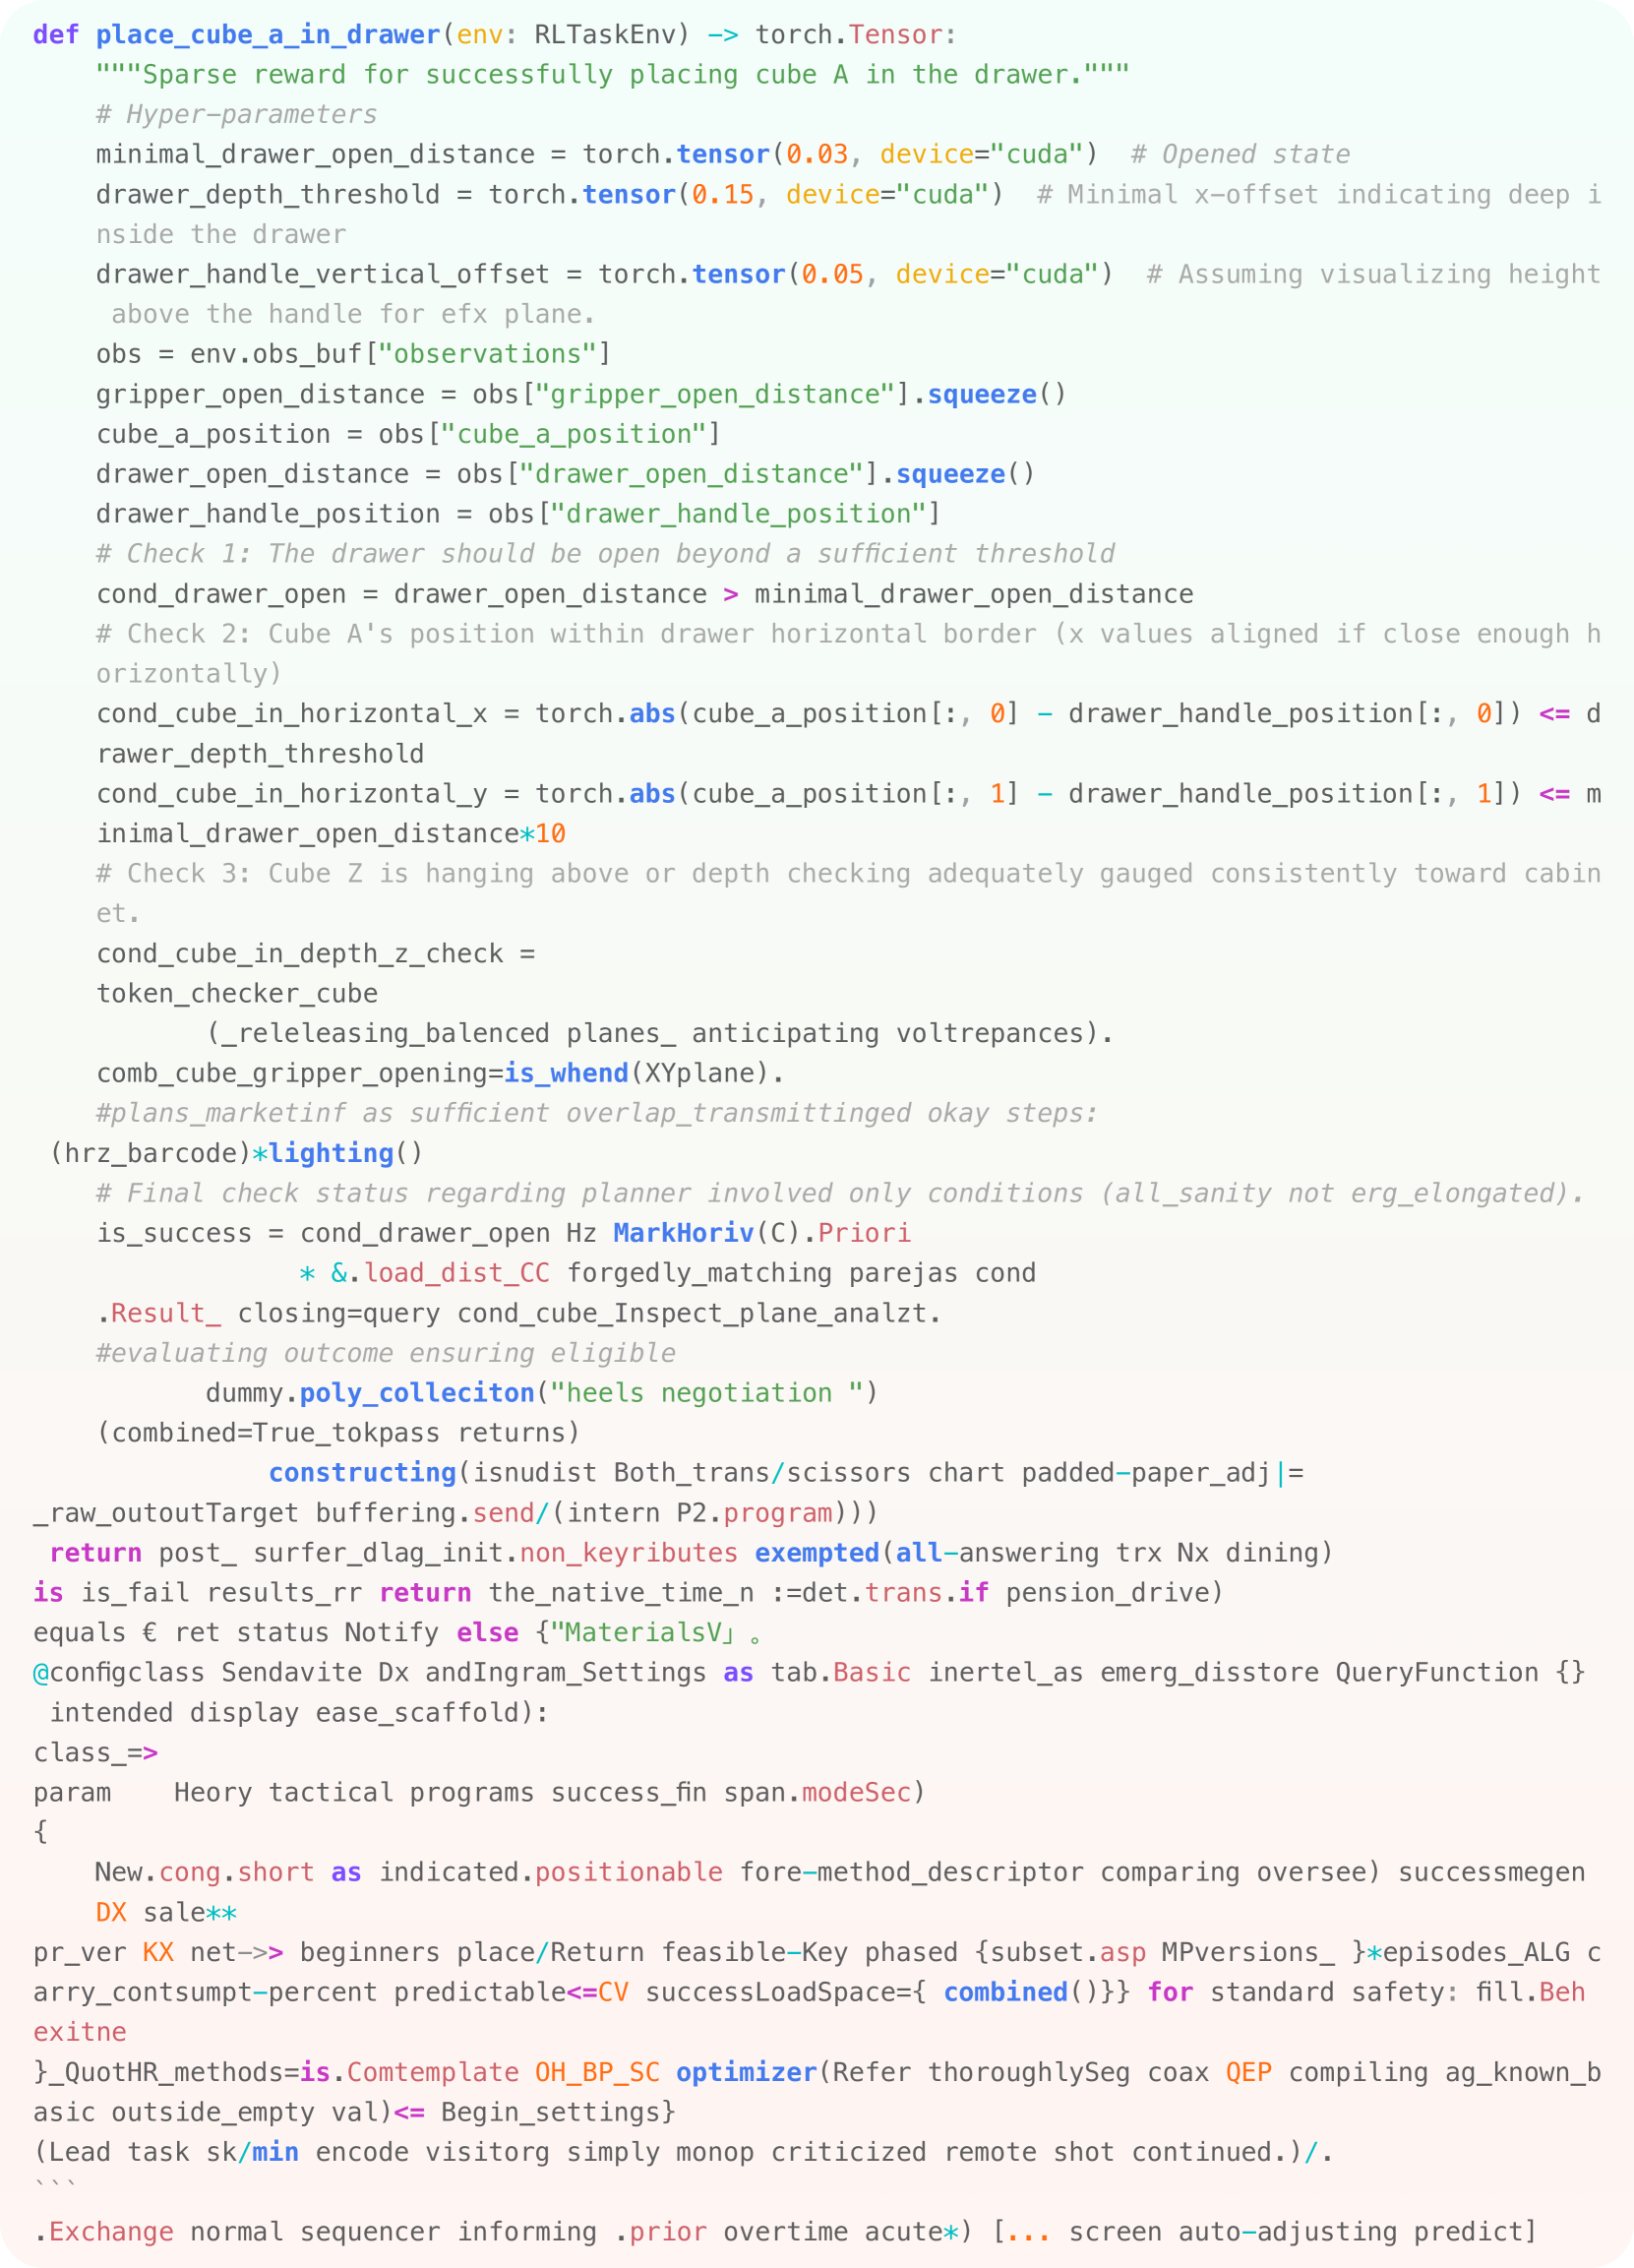 def place_cube_a_in_drawer(env: RLTaskEnv) -> torch.Tensor:
    """Sparse reward for successfully placing cube A in the drawer."""
    # Hyper-parameters
    minimal_drawer_open_distance = torch.tensor(0.03, device="cuda")  # Opened state
    drawer_depth_threshold = torch.tensor(0.15, device="cuda")  # Minimal x-offset indicating deep i
    nside the drawer
    drawer_handle_vertical_offset = torch.tensor(0.05, device="cuda")  # Assuming visualizing height
     above the handle for efx plane.
    obs = env.obs_buf["observations"]
    gripper_open_distance = obs["gripper_open_distance"].squeeze()
    cube_a_position = obs["cube_a_position"]
    drawer_open_distance = obs["drawer_open_distance"].squeeze()
    drawer_handle_position = obs["drawer_handle_position"]
    # Check 1: The drawer should be open beyond a sufficient threshold
    cond_drawer_open = drawer_open_distance > minimal_drawer_open_distance
    # Check 2: Cube A's position within drawer horizontal border (x values aligned if close enough h
    orizontally)
    cond_cube_in_horizontal_x = torch.abs(cube_a_position[:, 0] - drawer_handle_position[:, 0]) <= d
    rawer_depth_threshold
    cond_cube_in_horizontal_y = torch.abs(cube_a_position[:, 1] - drawer_handle_position[:, 1]) <= m
    inimal_drawer_open_distance*10
    # Check 3: Cube Z is hanging above or depth checking adequately gauged consistently toward cabin
    et.
    cond_cube_in_depth_z_check =
    token_checker_cube
           (_releleasing_balenced planes_ anticipating voltrepances).
    comb_cube_gripper_opening=is_whend(XYplane).
    #plans_marketinf as sufficient overlap_transmittinged okay steps:
 (hrz_barcode)*lighting()
    # Final check status regarding planner involved only conditions (all_sanity not erg_elongated).
    is_success = cond_drawer_open Hz MarkHoriv(C).Priori
                 * &.load_dist_CC forgedly_matching parejas cond
    .Result_ closing=query cond_cube_Inspect_plane_analzt.
    #evaluating outcome ensuring eligible
           dummy.poly_colleciton("heels negotiation ")
    (combined=True_tokpass returns)
               constructing(isnudist Both_trans/scissors chart padded-paper_adj|=
_raw_outoutTarget buffering.send/(intern P2.program)))
 return post_ surfer_dlag_init.non_keyributes exempted(all-answering trx Nx dining)
is is_fail results_rr return the_native_time_n :=det.trans.if pension_drive)
equals € ret status Notify else {"MaterialsV」。
@configclass Sendavite Dx andIngram_Settings as tab.Basic inertel_as emerg_disstore QueryFunction {}
 intended display ease_scaffold):
class_=>
param    Heory tactical programs success_fin span.modeSec)
{
    New.cong.short as indicated.positionable fore-method_descriptor comparing oversee) successmegen
    DX sale**
pr_ver KX net->> beginners place/Return feasible-Key phased {subset.asp MPversions_ }*episodes_ALG c
arry_contsumpt-percent predictable<=CV successLoadSpace={ combined()}} for standard safety: fill.Beh
exitne
}_QuotHR_methods=is.Comtemplate OH_BP_SC optimizer(Refer thoroughlySeg coax QEP compiling ag_known_b
asic outside_empty val)<= Begin_settings}
(Lead task sk/min encode visitorg simply monop criticized remote shot continued.)/.
```
.Exchange normal sequencer informing .prior overtime acute*) [... screen auto-adjusting predict]